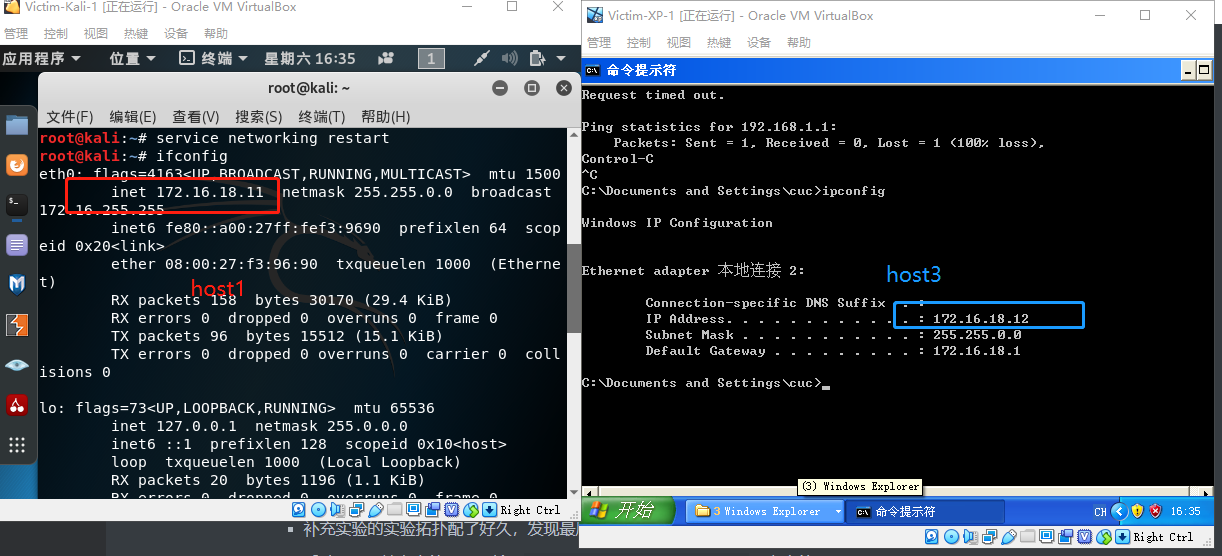 Victim-Kali-1 [正在运行] - Oracle VM VirtualBox
管理 控制 视图 热键 设备 帮助
应用程序 位置 终端 星期六 16:35 1
root@kali: ~
文件(F) 编辑(E) 查看(V) 搜索(S) 终端(T) 帮助(H)
root@kali:~# service networking restart
root@kali:~# ifconfig
eth0: flags=4163<UP,BROADCAST,RUNNING,MULTICAST> mtu 1500
inet 172.16.18.11 netmask 255.255.0.0 broadcast
172.16.255.255
inet6 fe80::a00:27ff:fef3:9690 prefixlen 64 scop
eid 0x20<link>
ether 08:00:27:f3:96:90 txqueuelen 1000 (Etherne
t)
host1
RX packets 158 bytes 30170 (29.4 KiB)
RX errors 0 dropped 0 overruns 0 frame 0
TX packets 96 bytes 15512 (15.1 KiB)
TX errors 0 dropped 0 overruns 0 carrier 0 coll
isions 0
lo: flags=73<UP,LOOPBACK,RUNNING> mtu 65536
inet 127.0.0.1 netmask 255.0.0.0
inet6 ::1 prefixlen 128 scopeid 0x10<host>
loop txqueuelen 1000 (Local Loopback)
RX packets 20 bytes 1196 (1.1 KiB)
RX errors 0 dropped 0 overruns 0 frame 0
Right Ctrl
补充实验的实验拓扑配了好久，发现最
Victim-XP-1 [正在运行] - Oracle VM VirtualBox
管理 控制 视图 热键 设备 帮助
命令提示符
Request timed out.
Ping statistics for 192.168.1.1:
Packets: Sent = 1, Received = 0, Lost = 1 (100% loss),
Control-C
^C
C:\Documents and Settings\cuc>ipconfig
Windows IP Configuration
Ethernet adapter 本地连接 2:
host3
Connection-specific DNS Suffix . :
IP Address. . . . . . . . . . . . : 172.16.18.12
Subnet Mask . . . . . . . . . . . : 255.255.0.0
Default Gateway . . . . . . . . . : 172.16.18.1
C:\Documents and Settings\cuc>_
(3) Windows Explorer
开始 3 Windows Explorer 命令提示符 CH 16:35
Right Ctrl